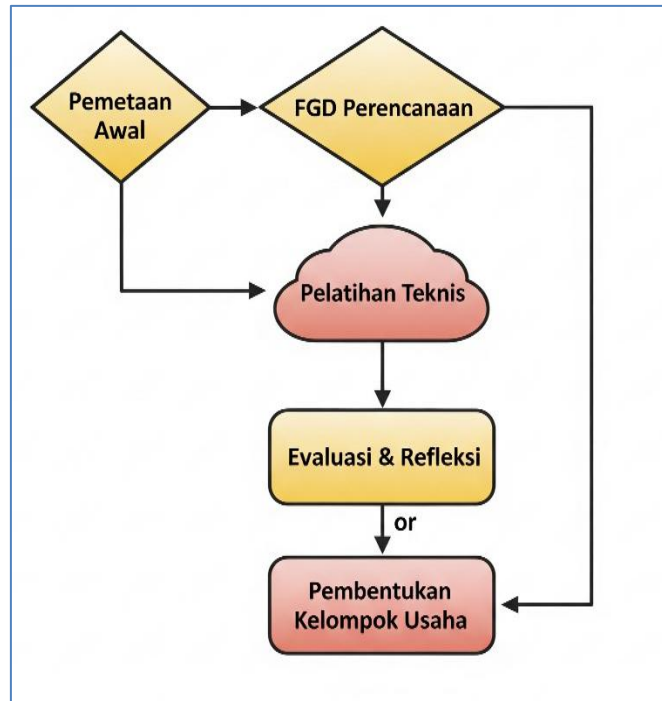 Pemetaan
Awal
FGD Perencanaan
Pelatihan Teknis
Evaluasi & Refleksi
or
Pembentukan
Kelompok Usaha